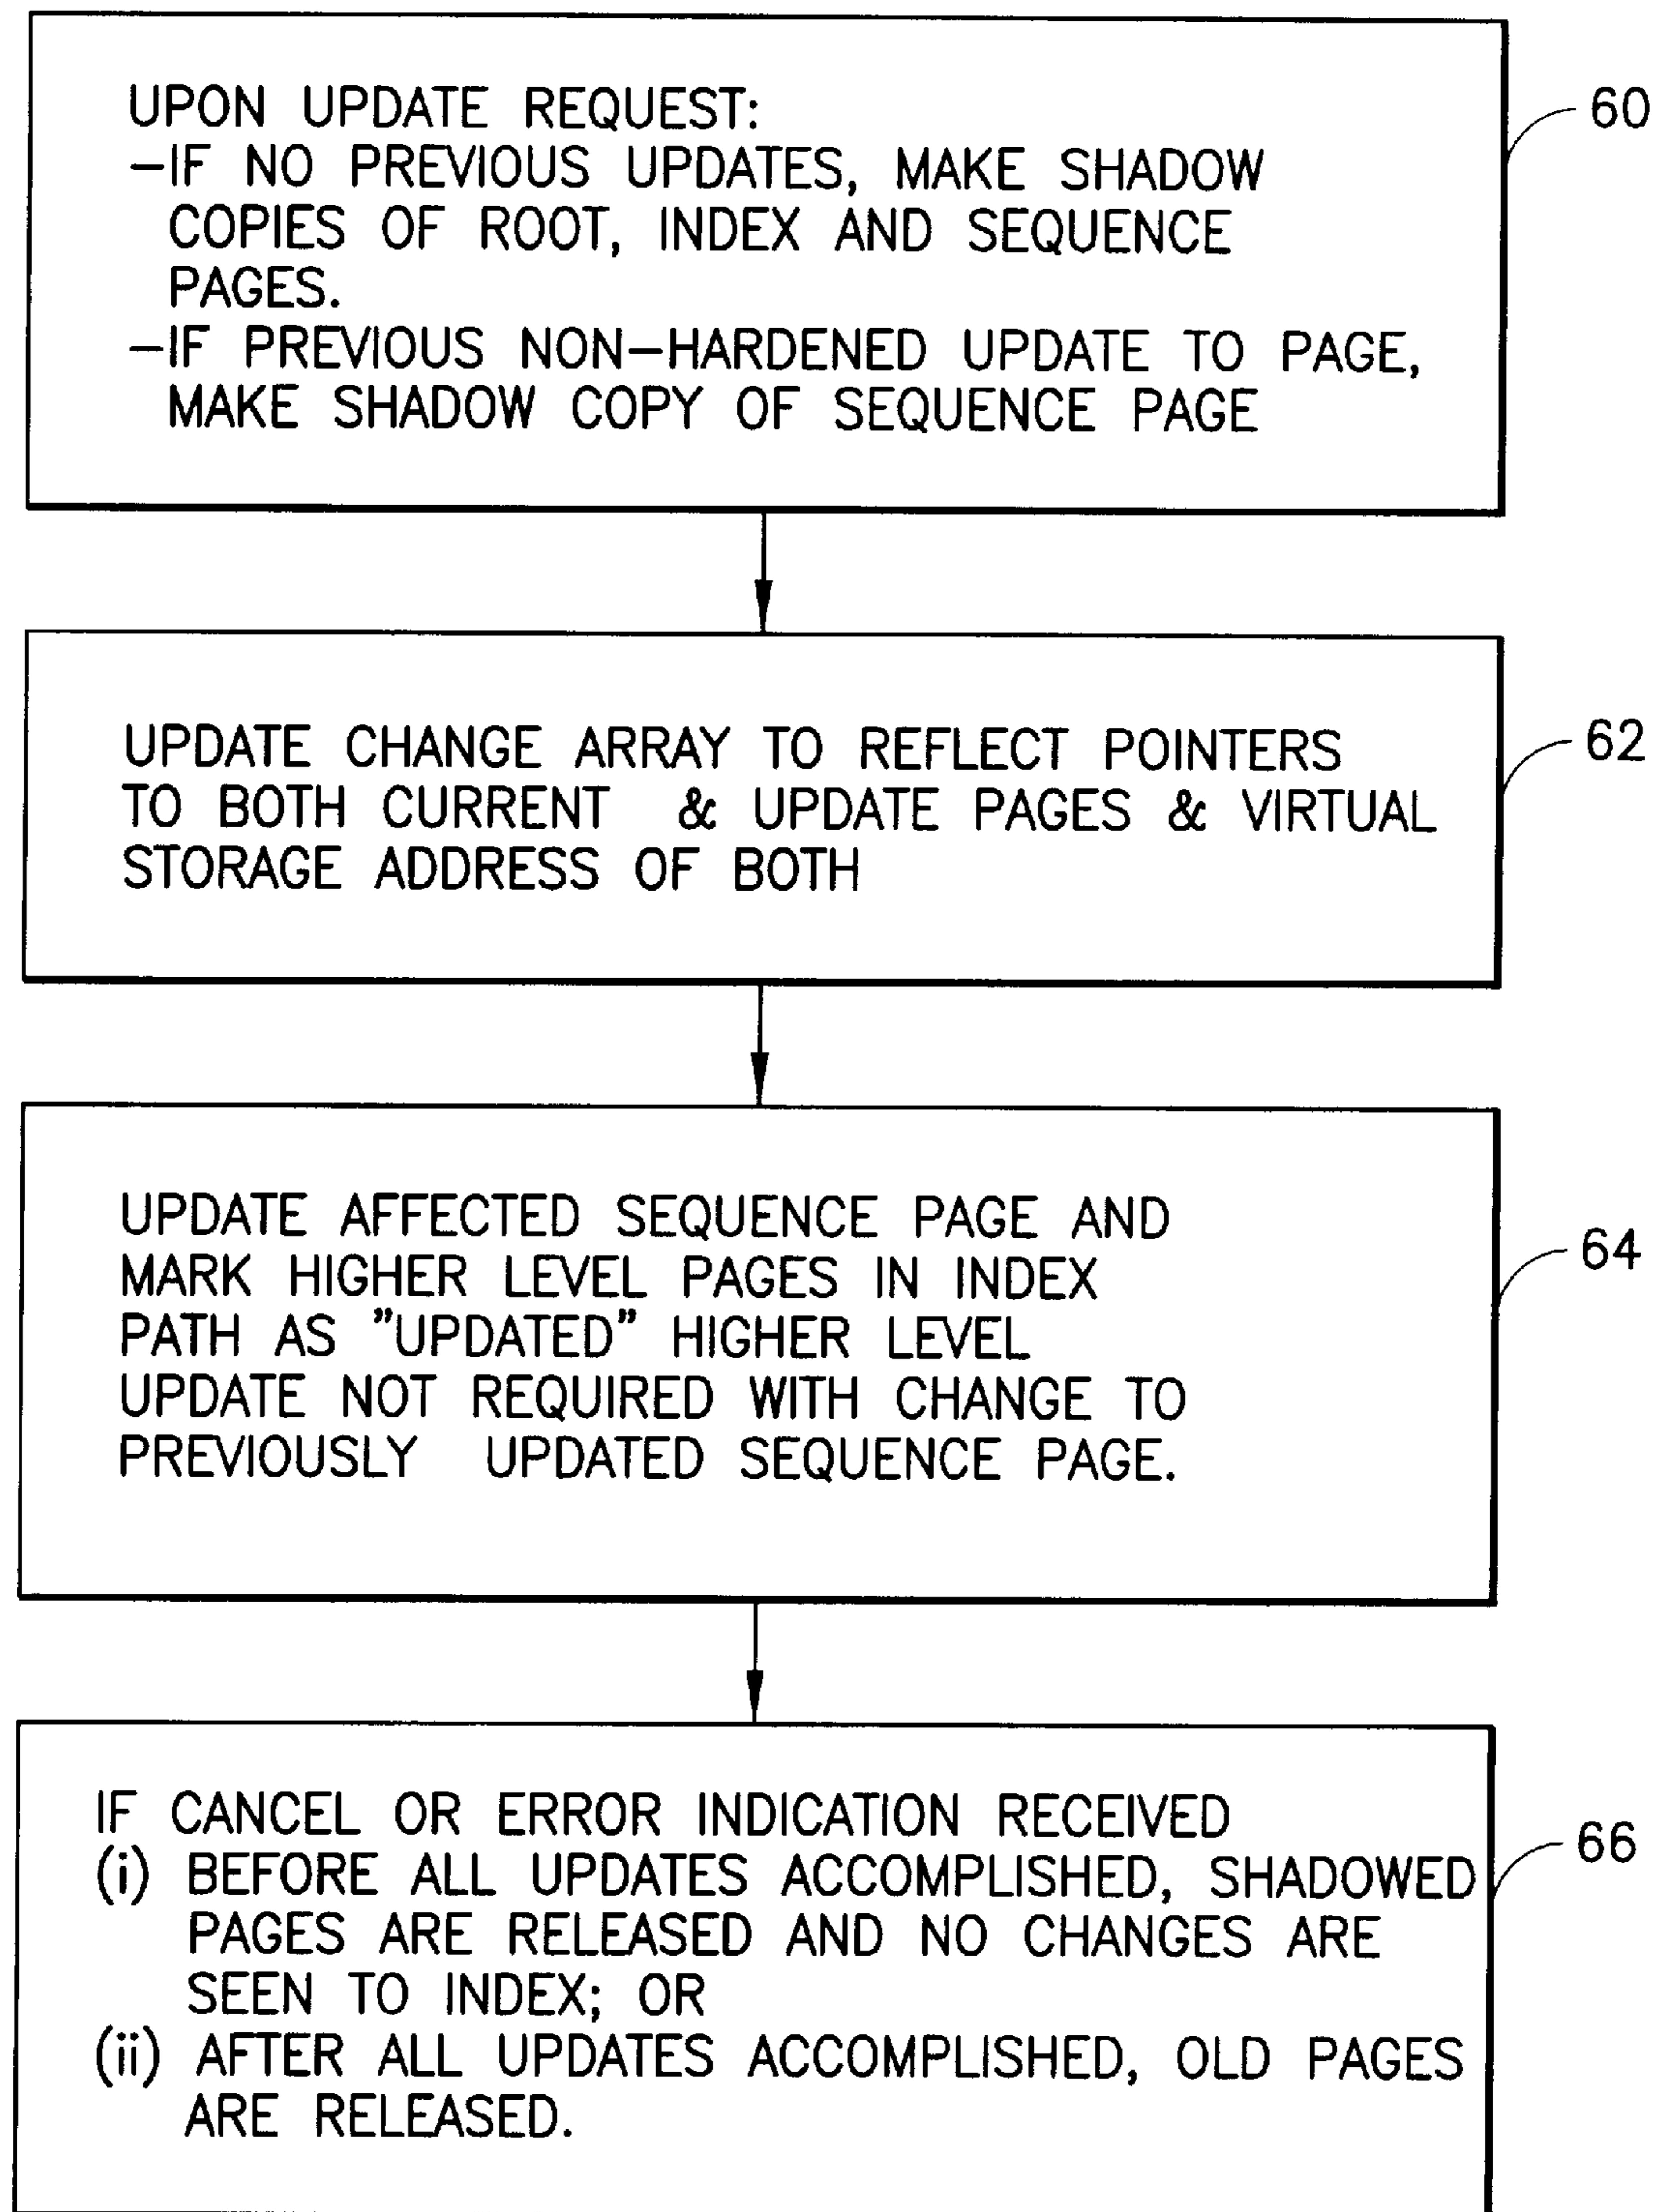 UPON UPDATE REQUEST:
60
-IF NO PREVIOUS UPDATES, MAKE SHADOW
COPIES OF ROOT, INDEX AND SEQUENCE
PAGES.
-IF PREVIOUS NON-HARDENED UPDATE TO PAGE,
MAKE SHADOW COPY OF SEQUENCE PAGE
UPDATE CHANGE ARRAY TO REFLECT POINTERS
62
TO BOTH CURRENT & UPDATE PAGES & VIRTUAL
STORAGE ADDRESS OF BOTH
UPDATE AFFECTED SEQUENCE PAGE AND
64
MARK HIGHER LEVEL PAGES IN INDEX
PATH AS "UPDATED" HIGHER LEVEL
UPDATE NOT REQUIRED WITH CHANGE TO
PREVIOUSLY UPDATED SEQUENCE PAGE.
IF CANCEL OR ERROR INDICATION RECEIVED
66
(i) BEFORE ALL UPDATES ACCOMPLISHED, SHADOWED
PAGES ARE RELEASED AND NO CHANGES ARE
SEEN TO INDEX; OR
(ii) AFTER ALL UPDATES ACCOMPLISHED, OLD PAGES
ARE RELEASED.